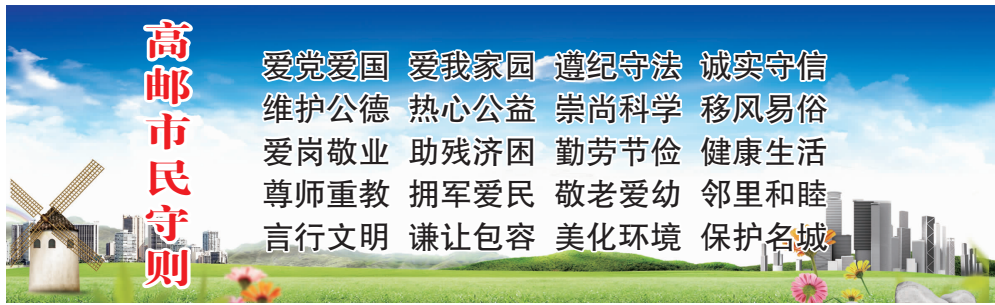 高邮市民守则
爱党爱国 爱我家园 遵纪守法 诚实守信
维护公德 热心公益 崇尚科学 移风易俗
爱岗敬业 助残济困 勤劳节俭 健康生活
尊师重教 拥军爱民 敬老爱幼 邻里和睦
言行文明 谦让包容 美化环境 保护名城